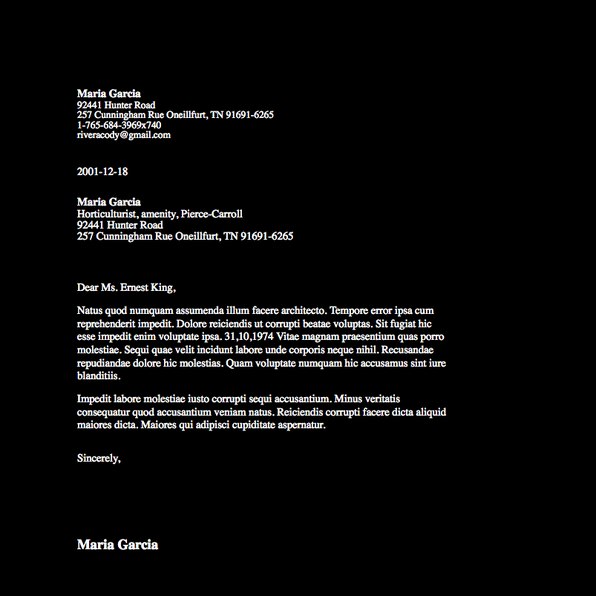 Maria Garcia
92441 Hunter Road
257 Cunningham Rue Oneillfurt, TN 91691-6265
1-765-684-3969x740
riveracody@gmail.com
2001-12-18
Maria Garcia
Horticulturist, amenity, Pierce-Carroll
92441 Hunter Road
257 Cunningham Rue Oneillfurt, TN 91691-6265
Dear Ms. Ernest King,
Natus quod numquam assumenda illum facere architecto. Tempore error ipsa cum
reprehenderit impedit. Dolore reiciendis ut corrupti beatae voluptas. Sit fugiat hic
esse impedit enim voluptate ipsa. 31,10,1974 Vitae magnam praesentium quas porro
molestiae. Sequi quae velit incidunt labore unde corporis neque nihil. Recusandae
repudiandae dolore hic molestias. Quam voluptate numquam hic accusamus sint iure
blanditiis.
Impedit labore molestiae iusto corrupti sequi accusantium. Minus veritatis
consequatur quod accusantium veniam natus. Reiciendis corrupti facere dicta aliquid
maiores dicta. Maiores qui adipisci cupiditate aspernatur.
Sincerely,
Maria Garcia